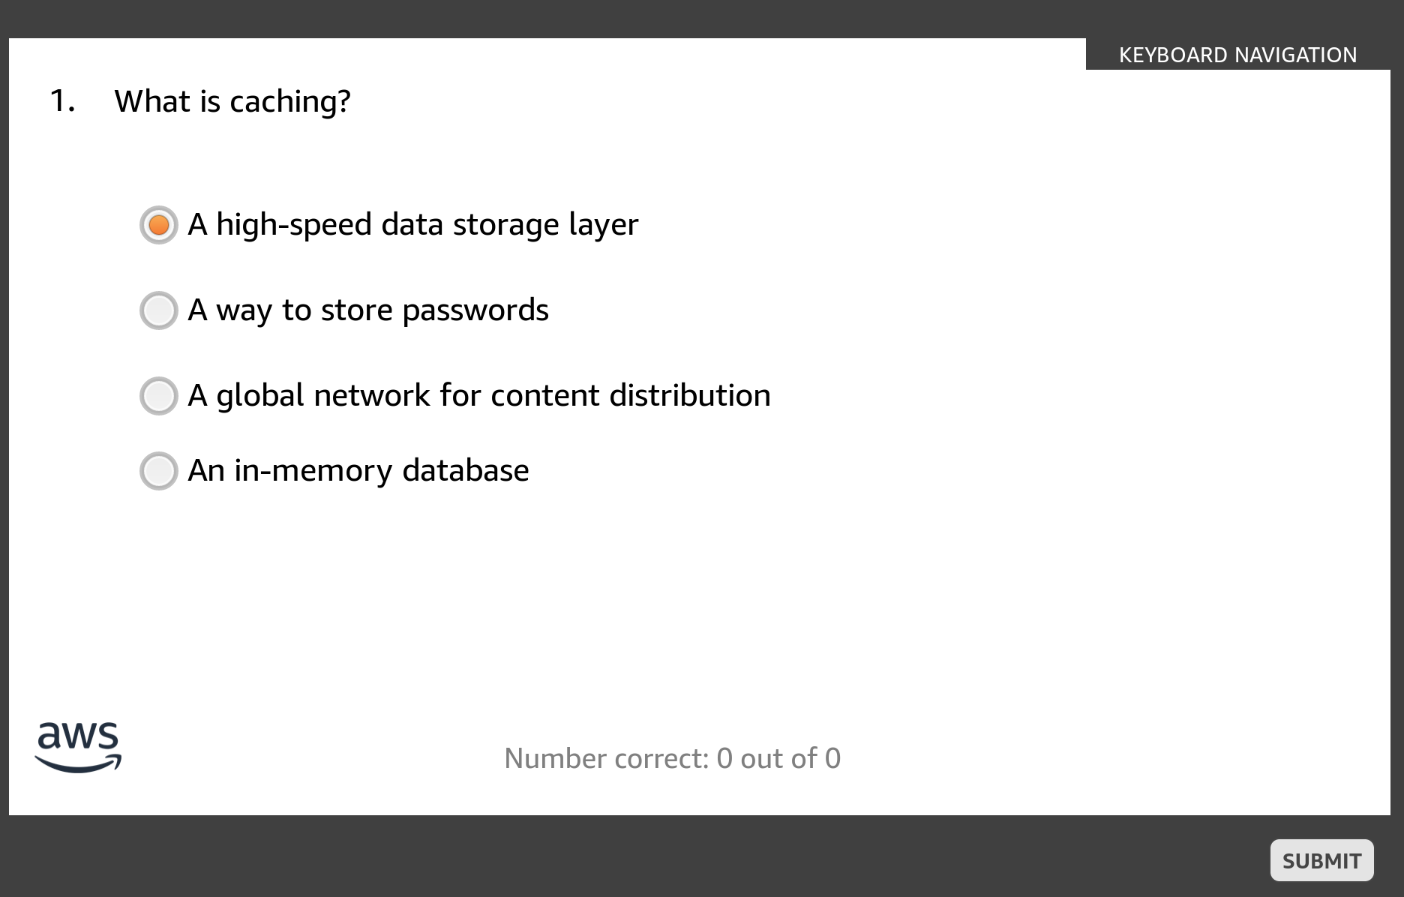 KEYBOARD NAVIGATION
1. What is caching?
A high-speed data storage layer
A way to store passwords
A global network for content distribution
An in-memory database
aws
Number correct: 0 out of 0
SUBMIT